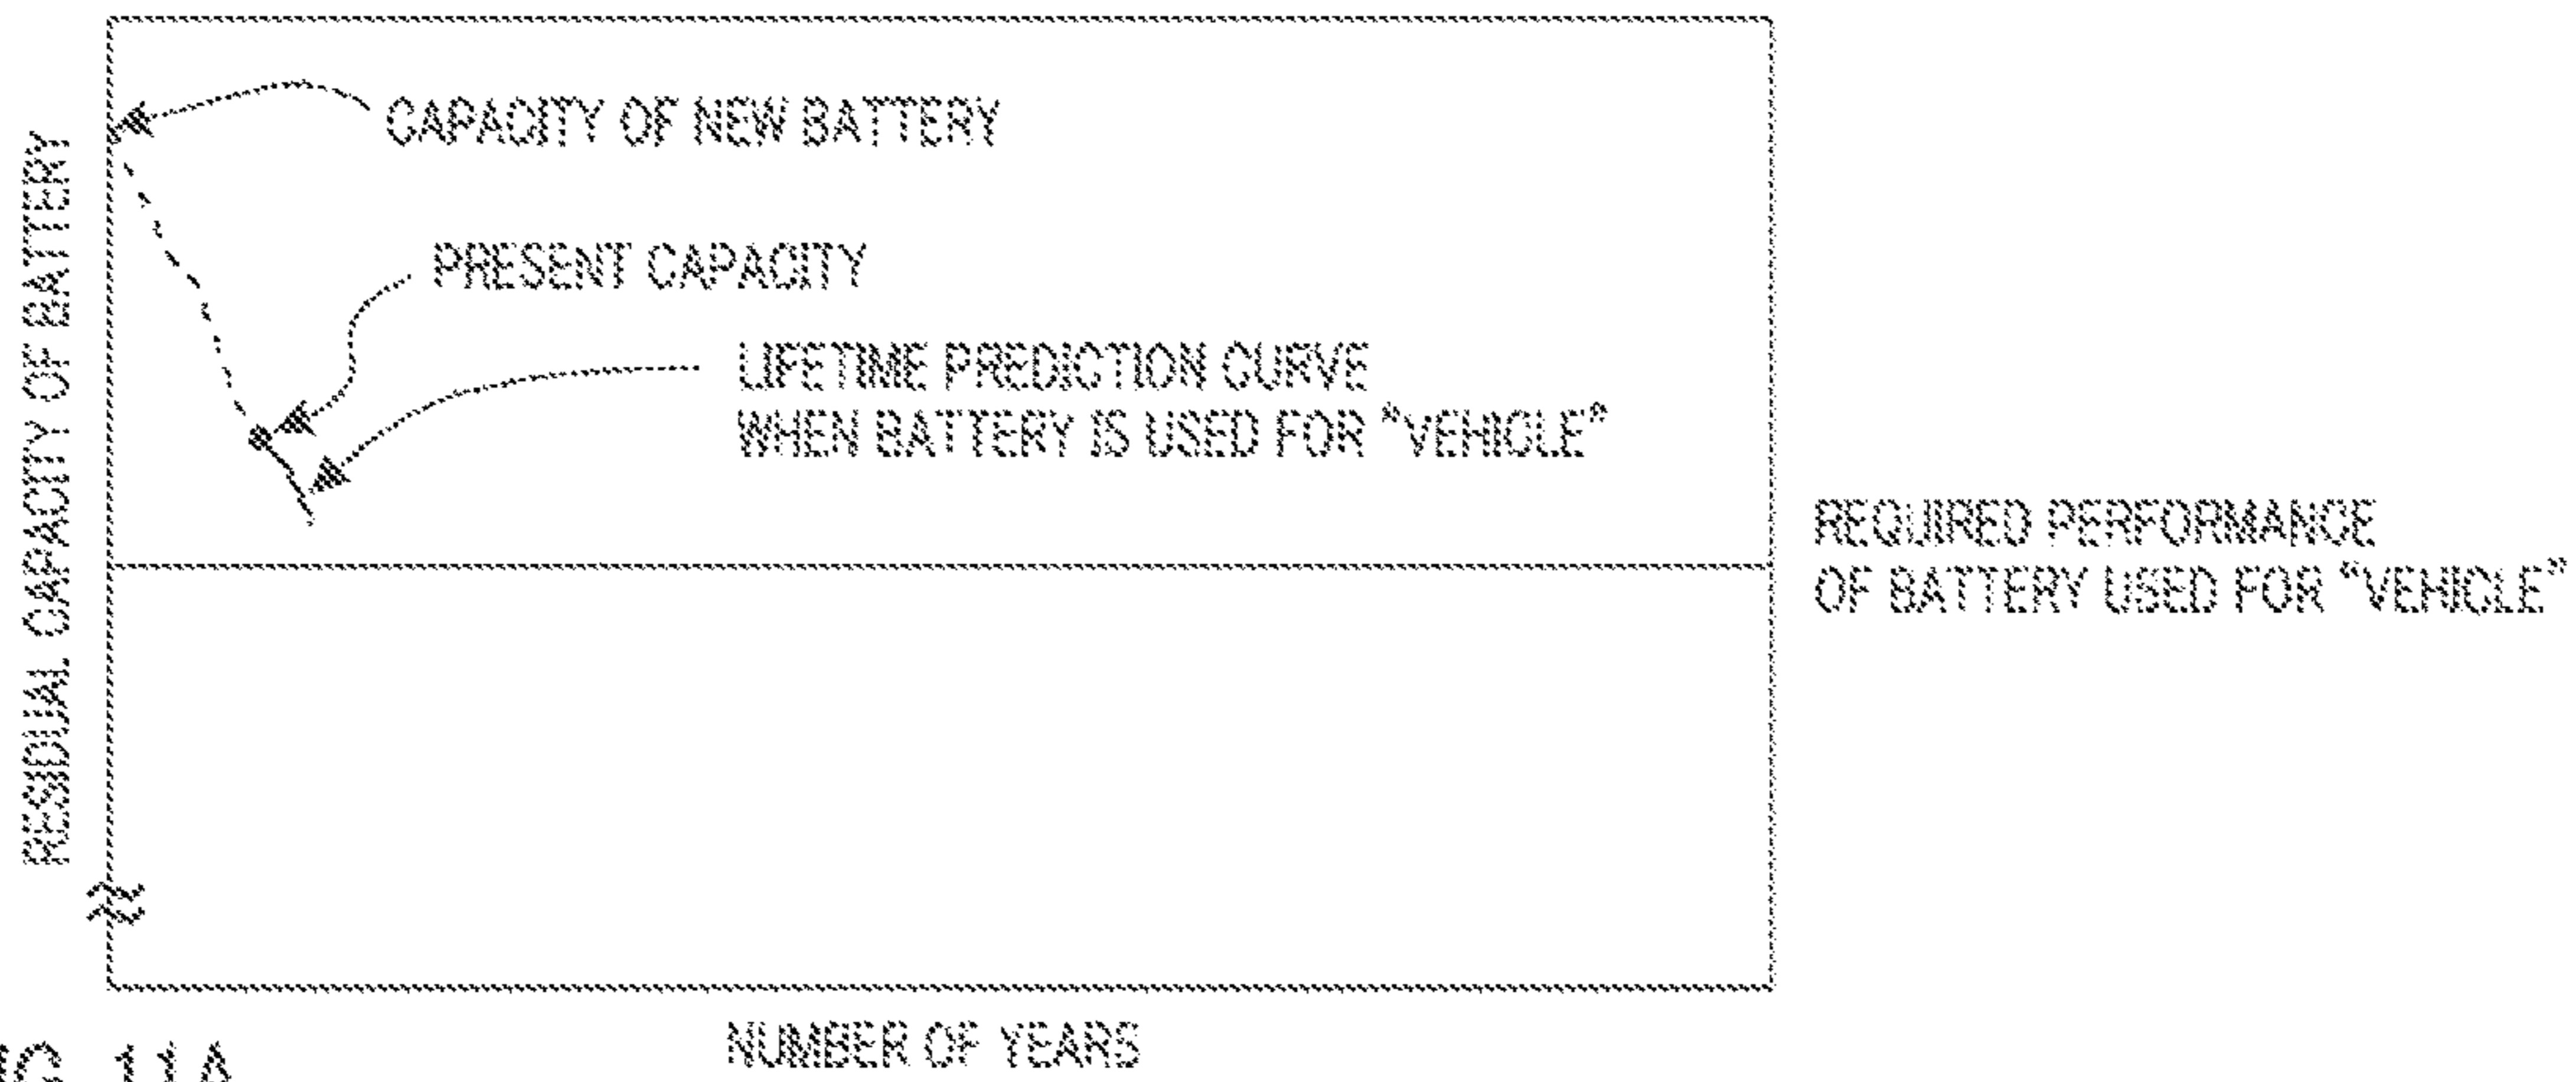 CAPACITY OF NEW BATTERY
PRESENT CAPACITY
LIFETIME PREDICTION CURVE
WHEN BATTERY IS USED FOR "VEHICLE"
RESIDUAL CAPACITY OF BATTERY
REQUIRED PERFORMANCE
OF BATTERY USED FOR "VEHICLE"
NUMBER OF YEARS
11A